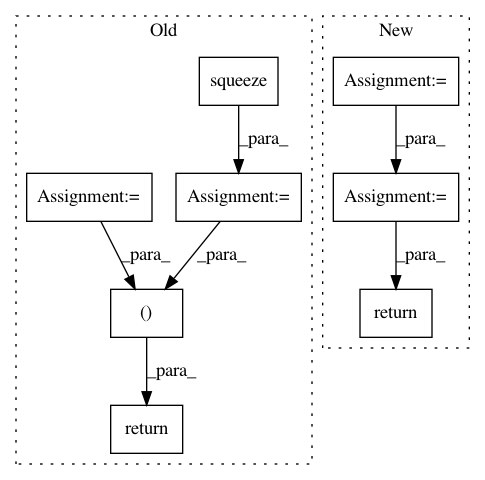 Old
New
squeeze
Assignment:=
_para_
_para_
Assignment:=
Assignment:=
Assignment:=
_para_
_para_
_para_
()
return
_para_
return